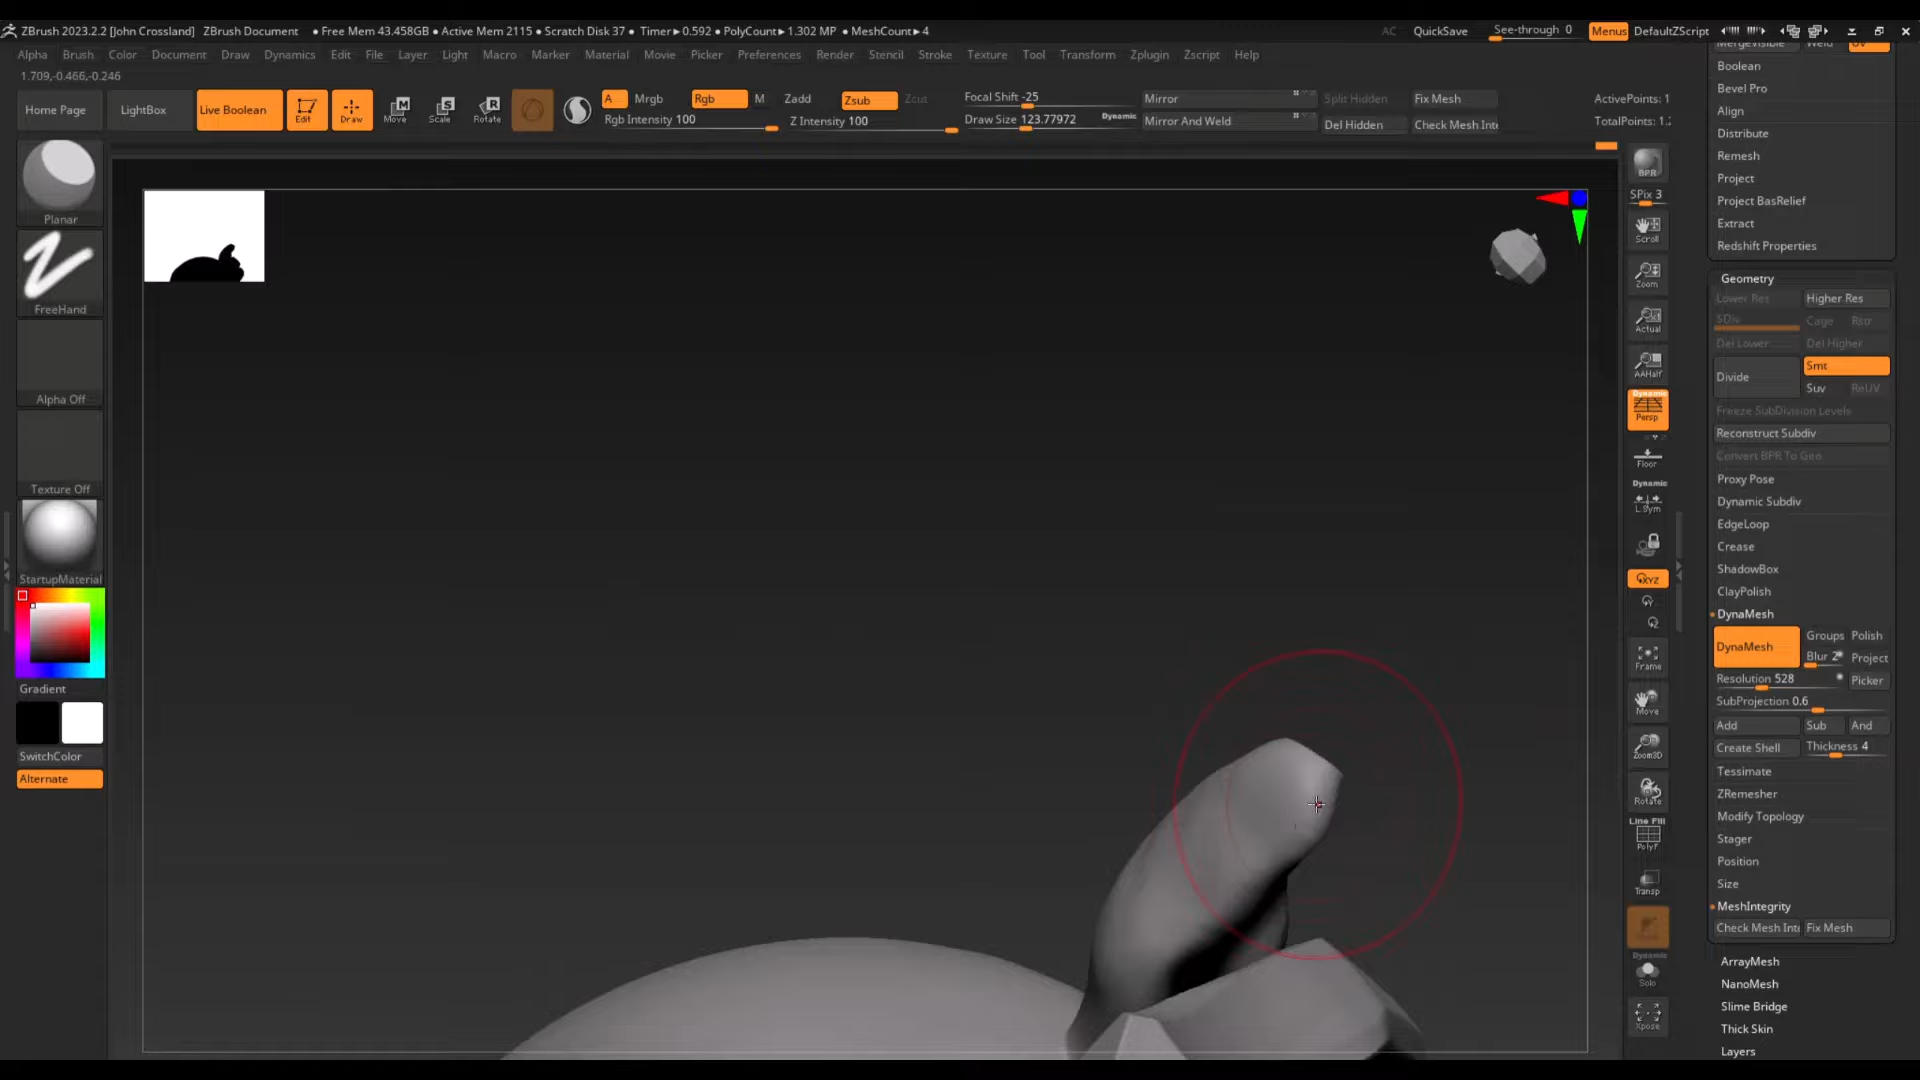 ZBrush 2023.2.2 [John Crossland] ZBrush Document • Free Mem 43.458GB • Active Mem 2115 • Scratch Disk 37 • Timer▸0.592 • PolyCount▸1.302 MP • MeshCount▸4 AC QuickSave See-through 0 Menus DefaultZScript
Alpha Brush Color Document Draw Dynamics Edit File Layer Light Macro Marker Material Movie Picker Preferences Render Stencil Stroke Texture Tool Transform Zplugin Zscript Help
1.709,-0.466,-0.246
Home Page LightBox Live Boolean Edit Draw Move Scale Rotate
A Mrgb Rgb M Zadd Zsub Zcut Focal Shift -25 Mirror Split Hidden Fix Mesh ActivePoints: 1
Rgb Intensity 100 Z Intensity 100 Draw Size 123.77972 Dynamic Mirror And Weld Del Hidden Check Mesh Inte TotalPoints: 1.
Planar
FreeHand
Alpha Off
Texture Off
StartupMaterial
Gradient
SwitchColor
Alternate
BPR
SPix 3
Scroll
Zoom
Actual
AAHalf
Dynamic
Persp
Floor
Dynamic
L.Sym
XYZ
Frame
Move
Zoom3D
Rotate
Line Fill
PolyF
Transp
Dynamic
Solo
Xpose
MergeVisible Weld Uv
Boolean
Bevel Pro
Align
Distribute
Remesh
Project
Project BasRelief
Extract
Redshift Properties
Geometry
Lower Res Higher Res
SDiv Cage Rstr
Del Lower Del Higher
Divide Smt
Suv ReUV
Freeze SubDivision Levels
Reconstruct Subdiv
Convert BPR To Geo
Proxy Pose
Dynamic Subdiv
EdgeLoop
Crease
ShadowBox
ClayPolish
DynaMesh
DynaMesh Groups Polish
Blur 2 Project
Resolution 528 Picker
SubProjection 0.6
Add Sub And
Create Shell Thickness 4
Tessimate
ZRemesher
Modify Topology
Stager
Position
Size
MeshIntegrity
Check Mesh Inte Fix Mesh
ArrayMesh
NanoMesh
Slime Bridge
Thick Skin
Layers